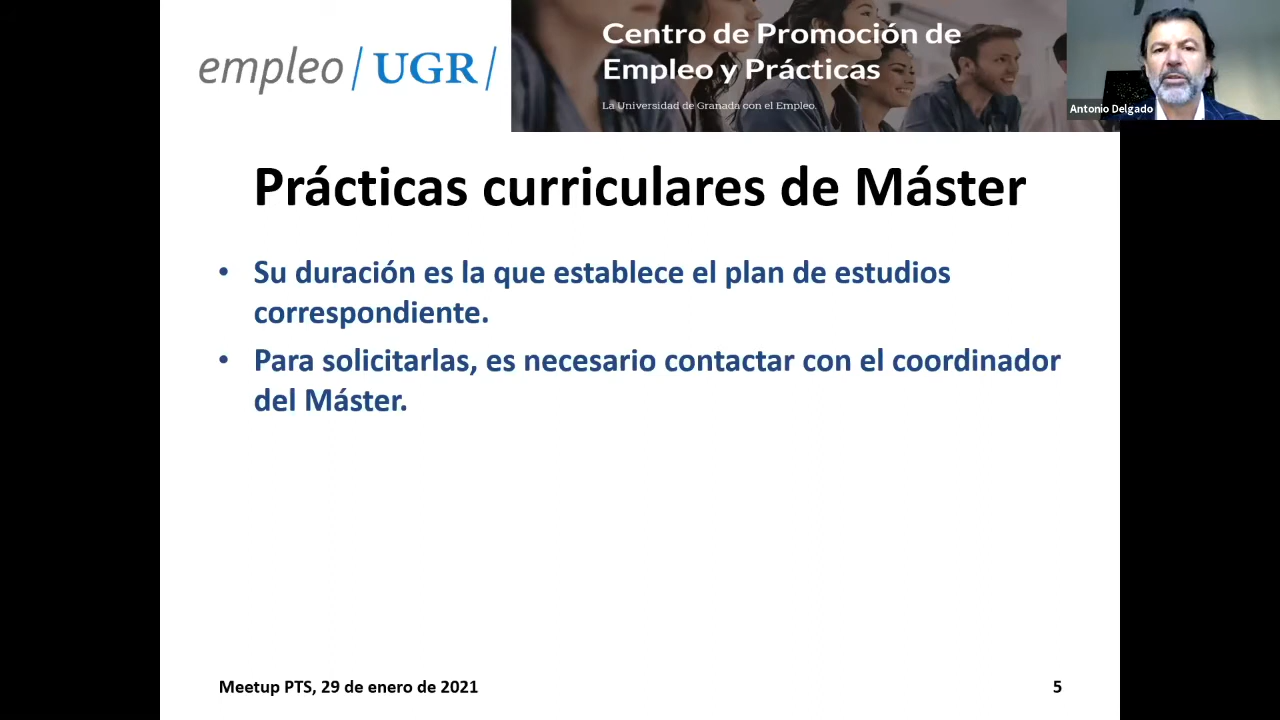 empleo/UGR/
Centro de Promoción de
Empleo y Prácticas
La Universidad de Granada con el Empleo.
Antonio Delgado
Prácticas curriculares de Máster
• Su duración es la que establece el plan de estudios
correspondiente.
• Para solicitarlas, es necesario contactar con el coordinador
del Máster.
Meetup PTS, 29 de enero de 2021
5